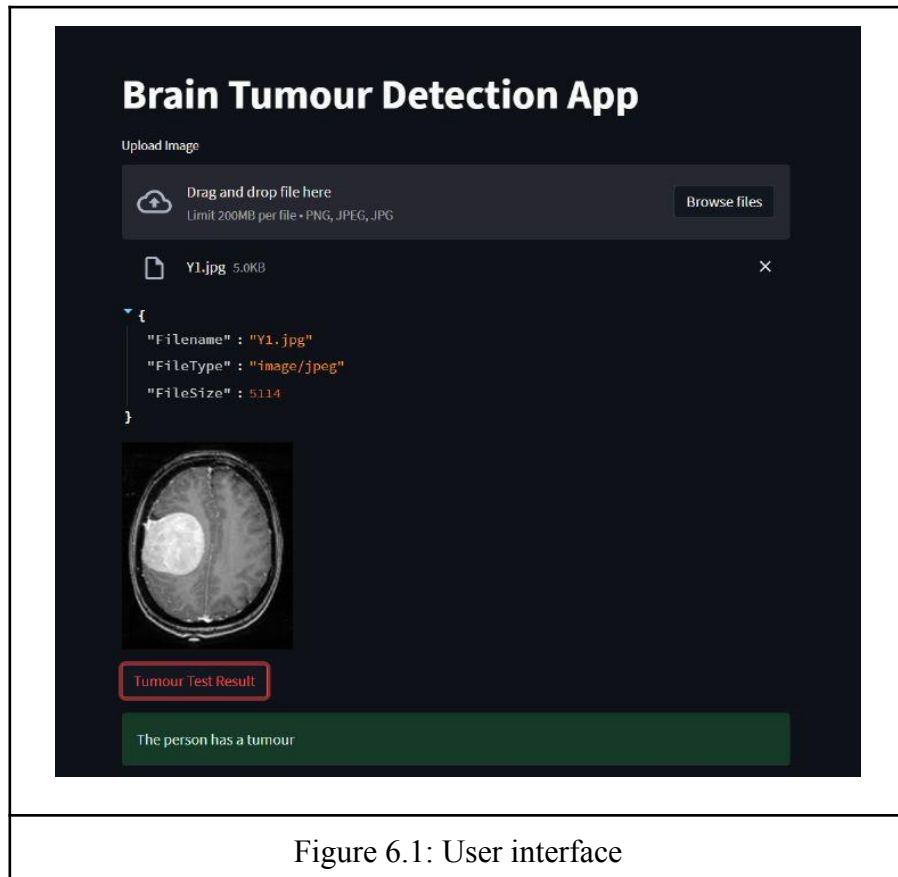 Brain Tumour Detection App
Upload Image
Drag and drop file here
Limit 200MB per file • PNG, JPEG, JPG
Browse files
Y1.jpg 5.0KB
{
"Filename" : "Y1.jpg"
"FileType" : "image/jpeg"
"FileSize" : 5114
}
Tumour Test Result
The person has a tumour
Figure 6.1: User interface